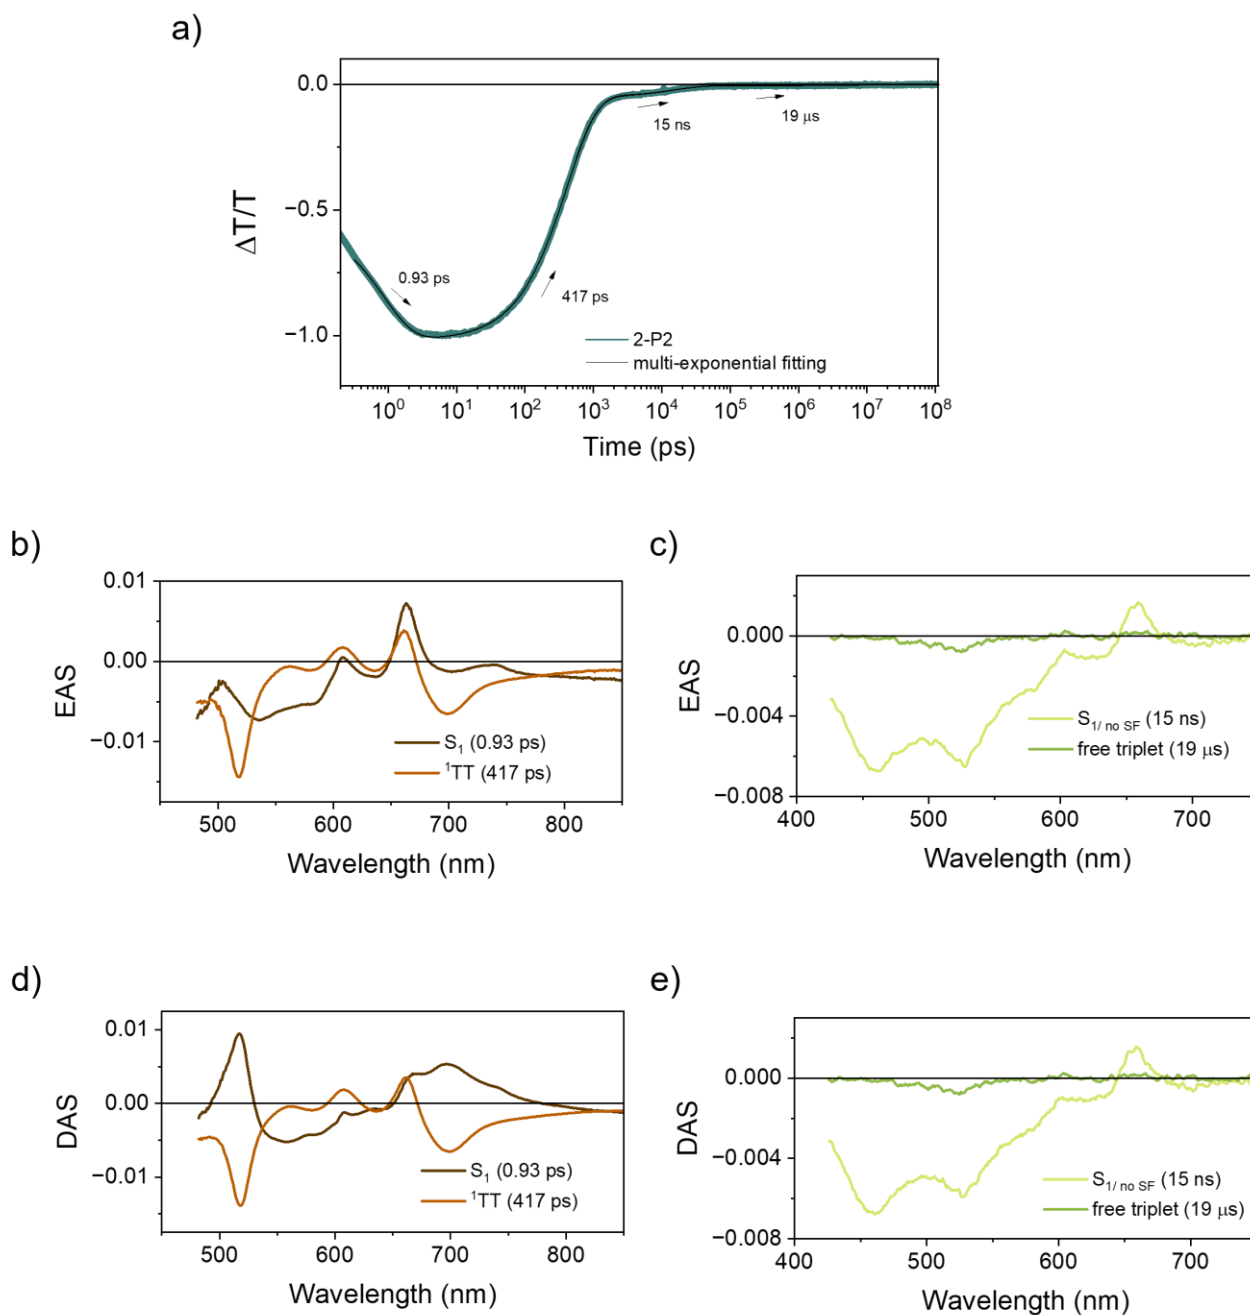 a)
0.0
−0.5
−1.0
ΔT/T
0.93 ps
417 ps
15 ns
19 µs
2-P2
multi-exponential fitting
10⁰ 10¹ 10² 10³ 10⁴ 10⁵ 10⁶ 10⁷ 10⁸
Time (ps)
b)
0.01
0.00
−0.01
EAS
S₁ (0.93 ps)
¹TT (417 ps)
500 600 700 800
Wavelength (nm)
c)
0.000
−0.004
−0.008
EAS
S₁/ no SF (15 ns)
free triplet (19 µs)
400 500 600 700
Wavelength (nm)
d)
0.01
0.00
−0.01
DAS
S₁ (0.93 ps)
¹TT (417 ps)
500 600 700 800
Wavelength (nm)
e)
0.000
−0.004
−0.008
DAS
S₁/ no SF (15 ns)
free triplet (19 µs)
400 500 600 700
Wavelength (nm)